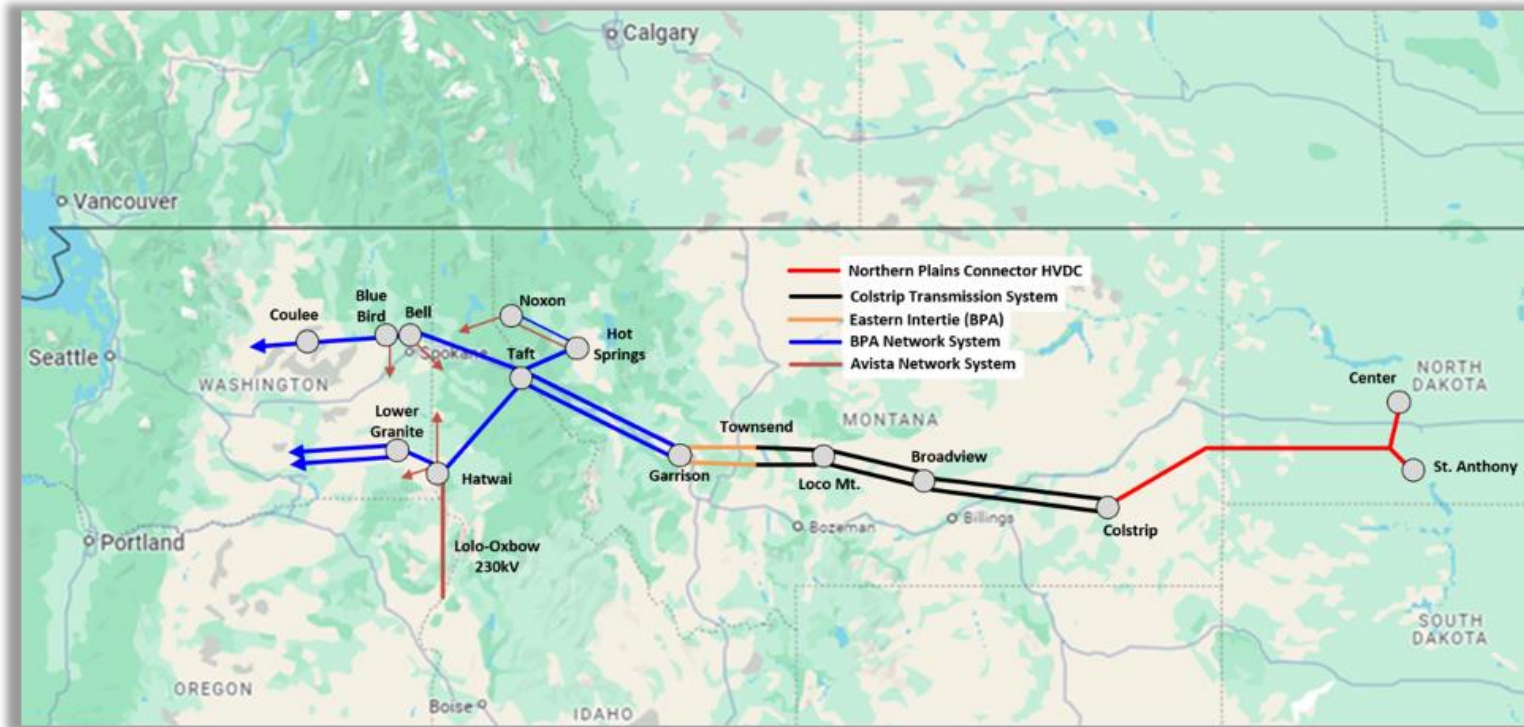 Calgary
Vancouver
Northern Plains Connector HVDC
Colstrip Transmission System
Eastern Intertie (BPA)
BPA Network System
Avista Network System
Blue
Bird
Bell
Coulee
Noxon
Hot
Springs
Seattle
Spokane
Taft
WASHINGTON
Lower
Granite
Hatwai
Garrison
Townsend
MONTANA
Loco Mt.
Broadview
Center
NORTH
DAKOTA
St. Anthony
Bozeman
Billings
Colstrip
Portland
Lolo-Oxbow
230kV
SOUTH
DAKOTA
OREGON
Boise
IDAHO